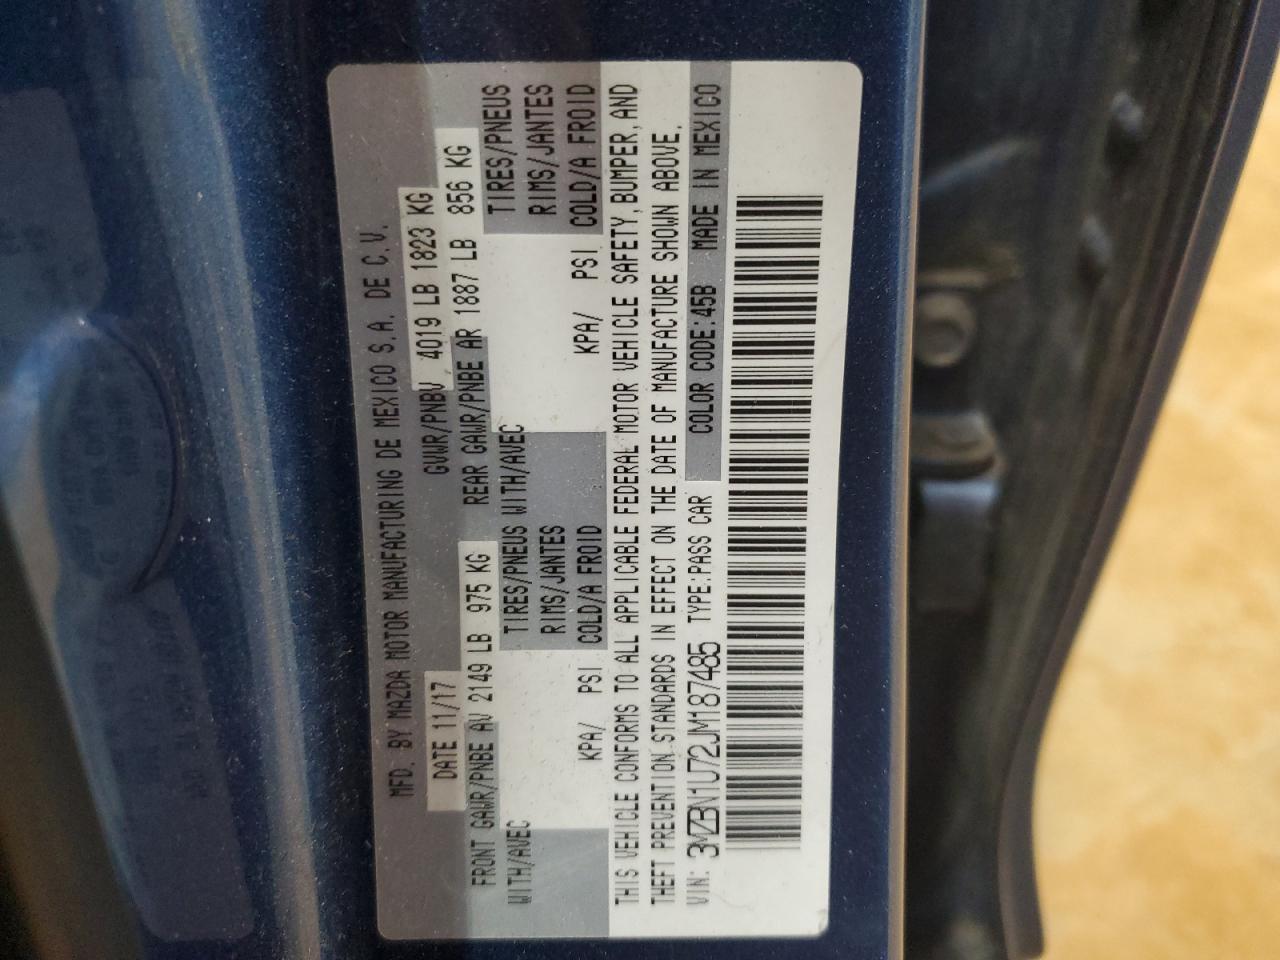 MFD. BY MAZDA MOTOR MANUFACTURING DE MEXICO S.A. DE C.V.
DATE 11/17 GVWR/PNBV 4019 LB 1823 KG
FRONT GAWR/PNBE AV 2149 LB 975 KG REAR GAWR/PNBE AR 1887 LB 856 KG
WITH/AVEC TIRES/PNEUS WITH/AVEC TIRES/PNEUS
RIMS/JANTES RIMS/JANTES
KPA/ PSI COLD/A FROID KPA/ PSI COLD/A FROID
THIS VEHICLE CONFORMS TO ALL APPLICABLE FEDERAL MOTOR VEHICLE SAFETY, BUMPER, AND
THEFT PREVENTION STANDARDS IN EFFECT ON THE DATE OF MANUFACTURE SHOWN ABOVE.
VIN: 3MZBN1U72JM187485 TYPE:PASS CAR COLOR CODE:45B MADE IN MEXICO